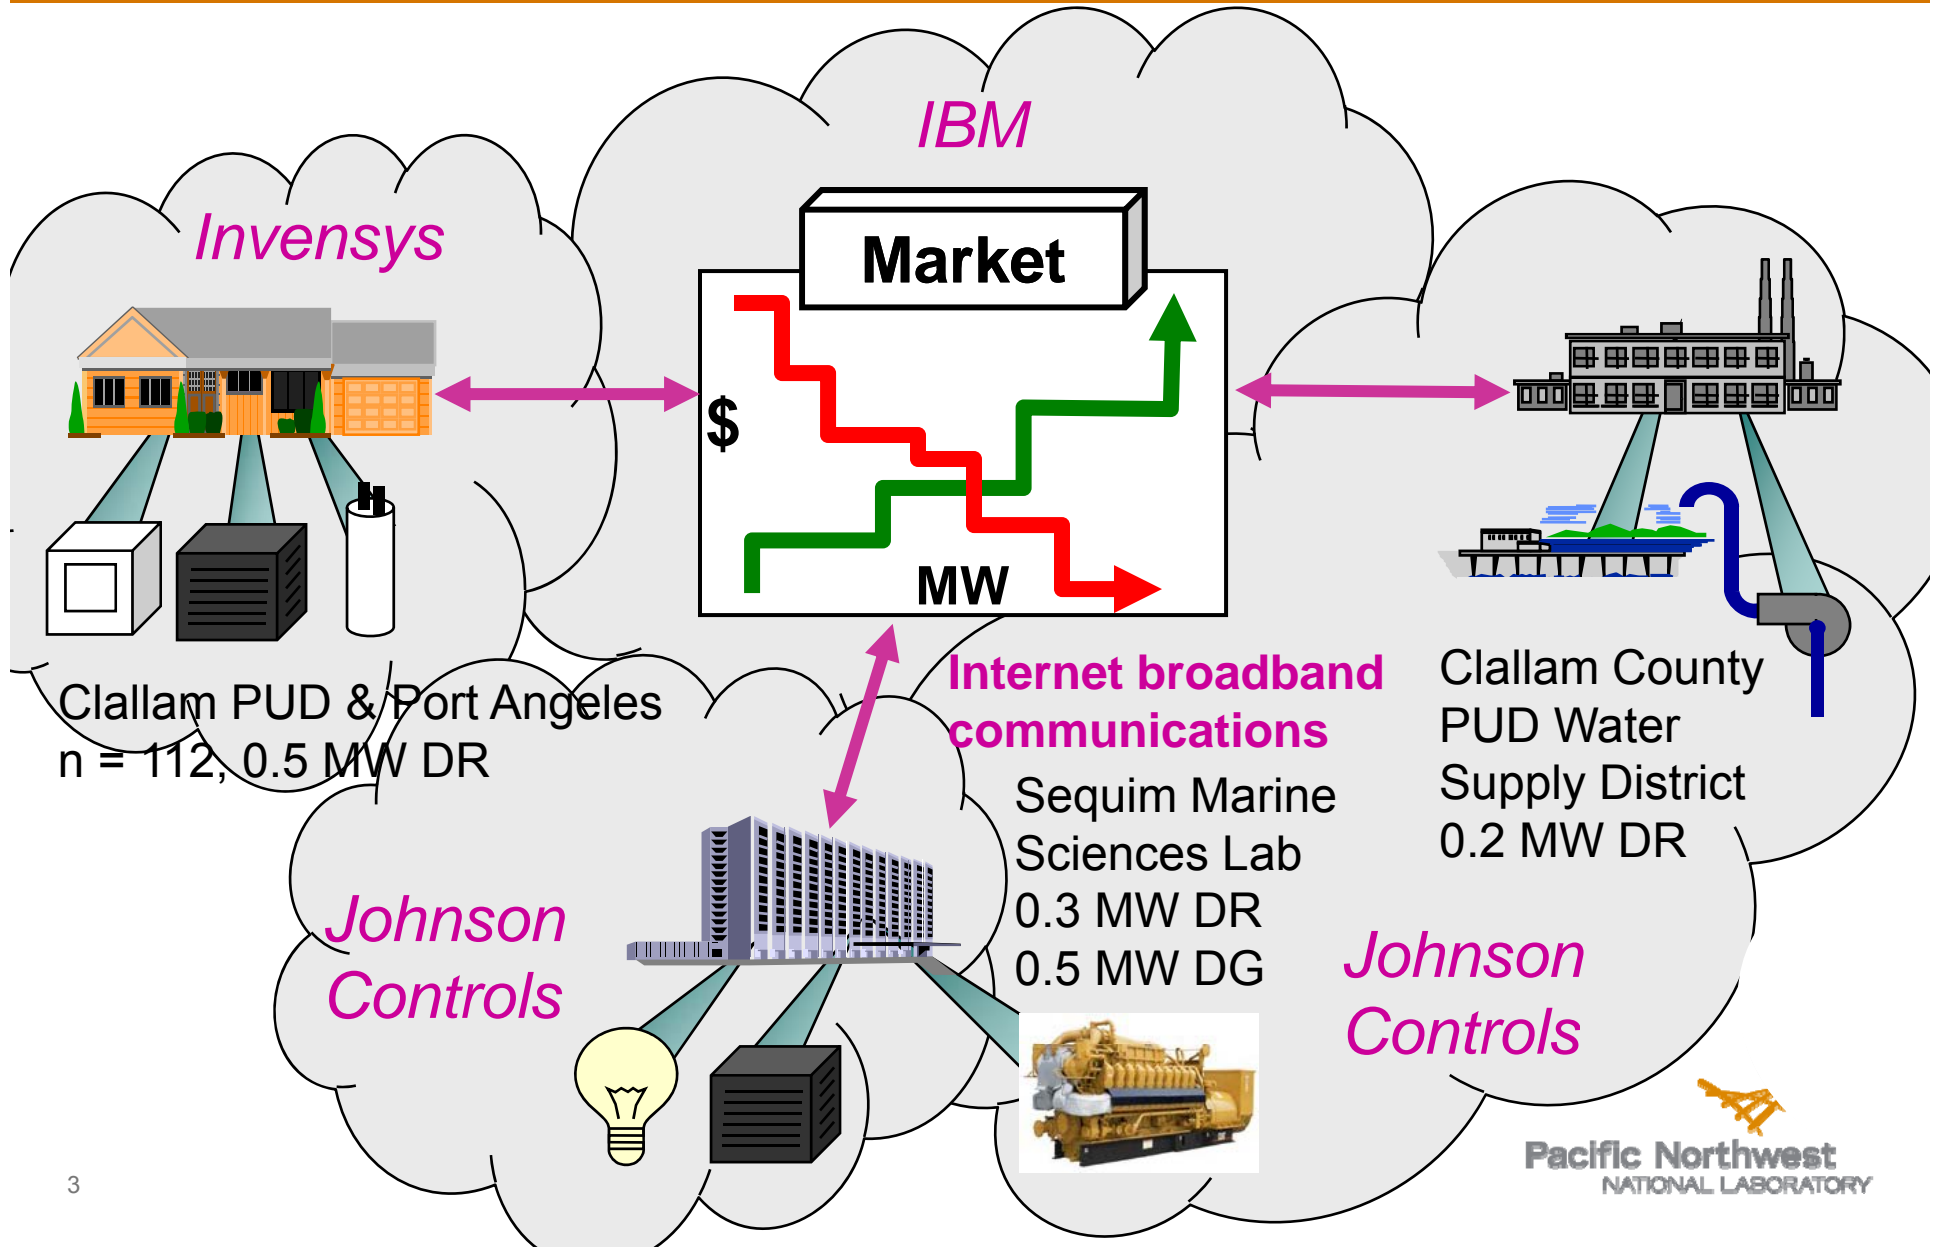 IBM
Invensys
Market
$
MW
Clallam PUD & Port Angeles
n = 112, 0.5 MW DR
Internet broadband
communications
Sequim Marine
Sciences Lab
0.3 MW DR
0.5 MW DG
Clallam County
PUD Water
Supply District
0.2 MW DR
Johnson
Controls
Johnson
Controls
Pacific Northwest
NATIONAL LABORATORY
3